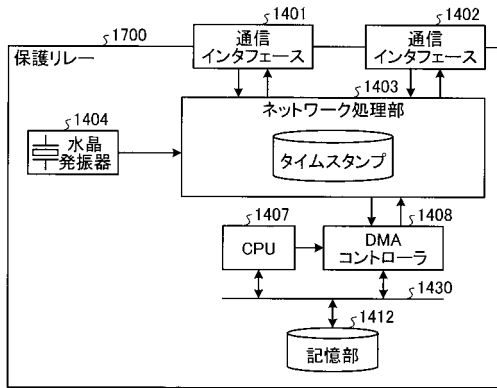 1401
1402
1700
通信
インタフェース
通信
インタフェース
保護リレー
1403
ネットワーク処理部
1404
水晶
発振器
タイムスタンプ
1407
1408
CPU
DMA
コントローラ
1430
1412
記憶部